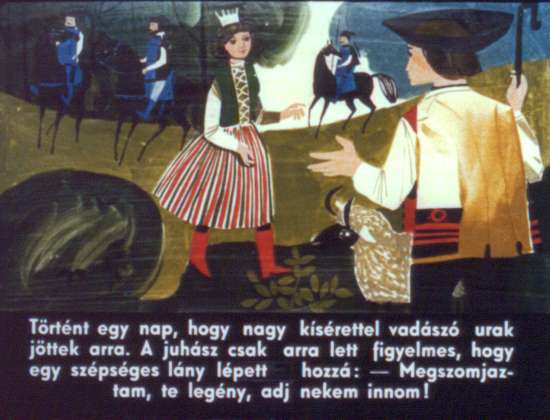 Történt egy nap, hogy nagy kísérettel vadászó urak
jöttek arra. A juhász csak arra lett figyelmes, hogy
egy szépséges lány lépett hozzá: — Megszomjaz-
tam, te legény, adj nekem innom!